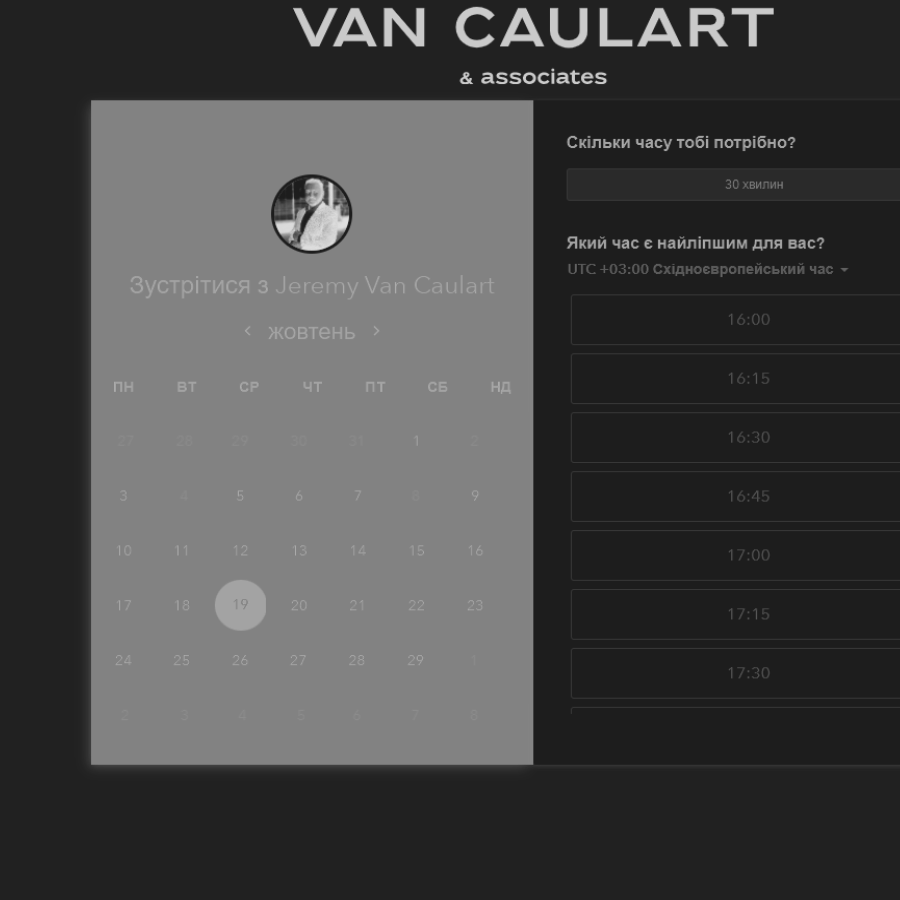 VAN CAULART
& associates
Зустрітися з Jeremy Van Caulart
жовтень
ПН ВТ СР ЧТ ПТ СБ НД
27 28 29 30 31 1 2
3 4 5 6 7 8 9
10 11 12 13 14 15 16
17 18 19 20 21 22 23
24 25 26 27 28 29 1
2 3 4 5 6 7 8
Скільки часу тобі потрібно?
30 хвилин
Який час є найліпшим для вас?
UTC +03:00 Східноєвропейський час
16:00
16:15
16:30
16:45
17:00
17:15
17:30